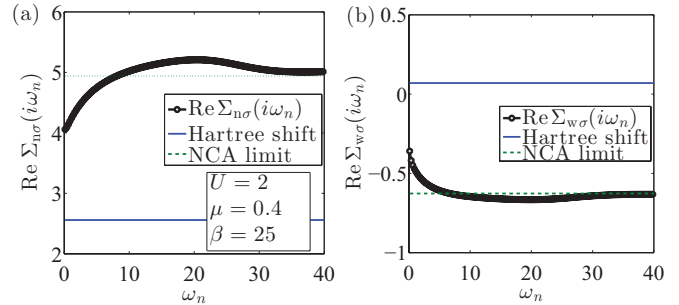 (a)
6
5
4
3
2
0
10
20
30
40
Re Σnσ(iωn)
ωn
Re Σnσ(iωn)
Hartree shift
NCA limit
U = 2
μ = 0.4
β = 25
(b)
0.5
0
−0.5
−1
0
10
20
30
40
Re Σwσ(iωn)
ωn
Re Σwσ(iωn)
Hartree shift
NCA limit